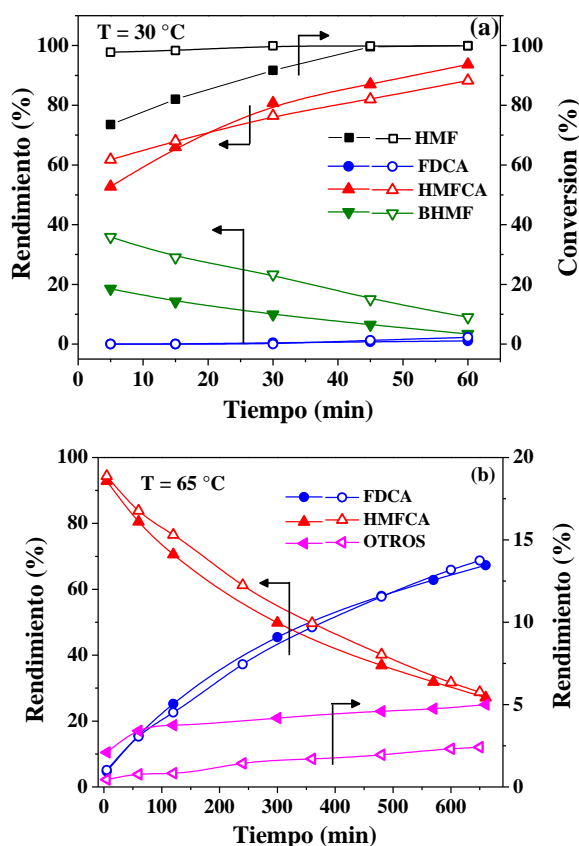 T = 30 °C
(a)
100
80
60
40
20
0
Rendimiento (%)
100
80
60
40
20
0
Conversion (%)
HMF
FDCA
HMFCA
BHMF
0 10 20 30 40 50 60
Tiempo (min)
T = 65 °C
(b)
100
80
60
40
20
0
Rendimiento (%)
20
15
10
5
0
Rendimiento (%)
FDCA
HMFCA
OTROS
0 100 200 300 400 500 600
Tiempo (min)